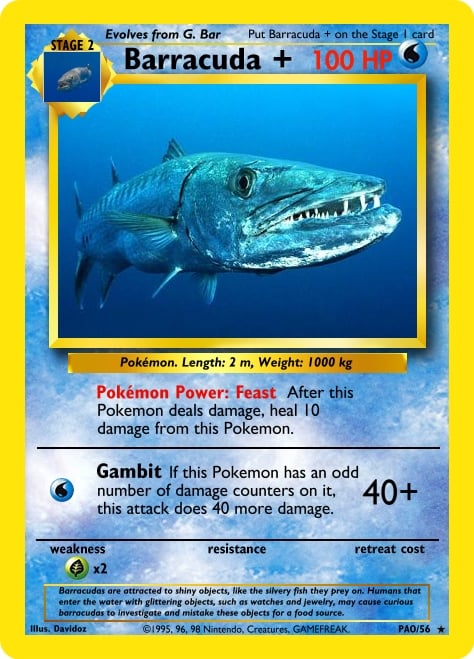 Evolves from G. Bar Put Barracuda + on the Stage 1 card
STAGE 2
Barracuda + 100 HP
Pokémon. Length: 2 m, Weight: 1000 kg
Pokémon Power: Feast After this
Pokemon deals damage, heal 10
damage from this Pokemon.
Gambit If this Pokemon has an odd
number of damage counters on it,
this attack does 40 more damage.
40+
weakness resistance retreat cost
x2
Barracudas are attracted to shiny objects, like the silvery fish they prey on. Humans that
enter the water with glittering objects, such as watches and jewelry, may cause curious
barracudas to investigate and mistake these objects for a food source.
Illus. Davidoz ©1995, 96, 98 Nintendo, Creatures, GAMEFREAK. PAO/56 ★